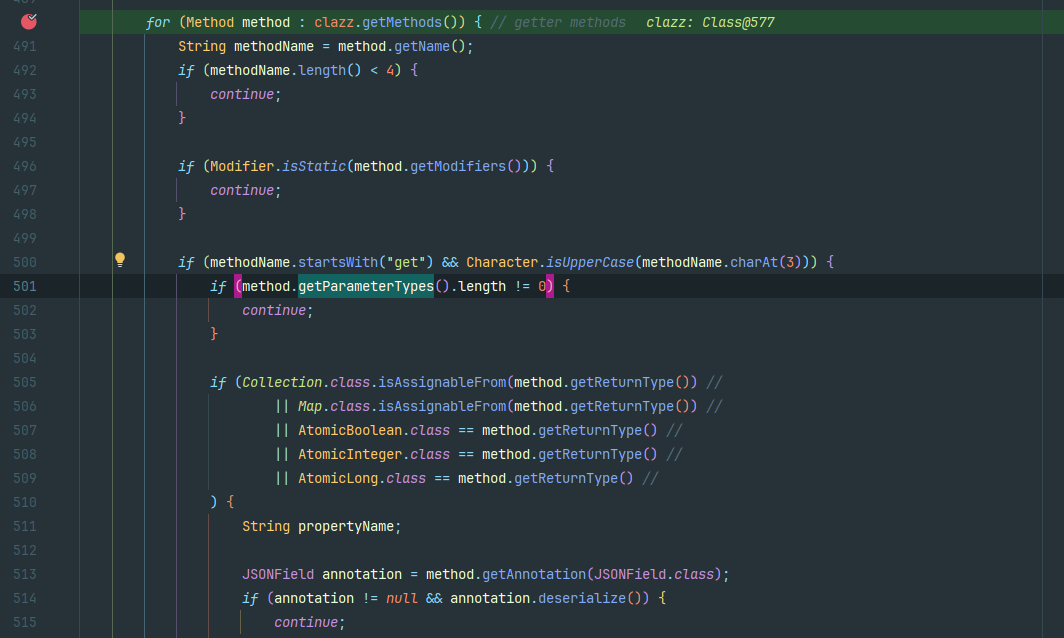 for (Method method : clazz.getMethods()) { // getter methods   clazz: Class@577
491 String methodName = method.getName();
492 if (methodName.length() < 4) {
493 continue;
494 }
495
496 if (Modifier.isStatic(method.getModifiers())) {
497 continue;
498 }
499
500 if (methodName.startsWith("get") && Character.isUpperCase(methodName.charAt(3))) {
501 if (method.getParameterTypes().length != 0) {
502 continue;
503 }
504
505 if (Collection.class.isAssignableFrom(method.getReturnType()) //
506 || Map.class.isAssignableFrom(method.getReturnType()) //
507 || AtomicBoolean.class == method.getReturnType() //
508 || AtomicInteger.class == method.getReturnType() //
509 || AtomicLong.class == method.getReturnType() //
510 ) {
511 String propertyName;
512
513 JSONField annotation = method.getAnnotation(JSONField.class);
514 if (annotation != null && annotation.deserialize()) {
515 continue;